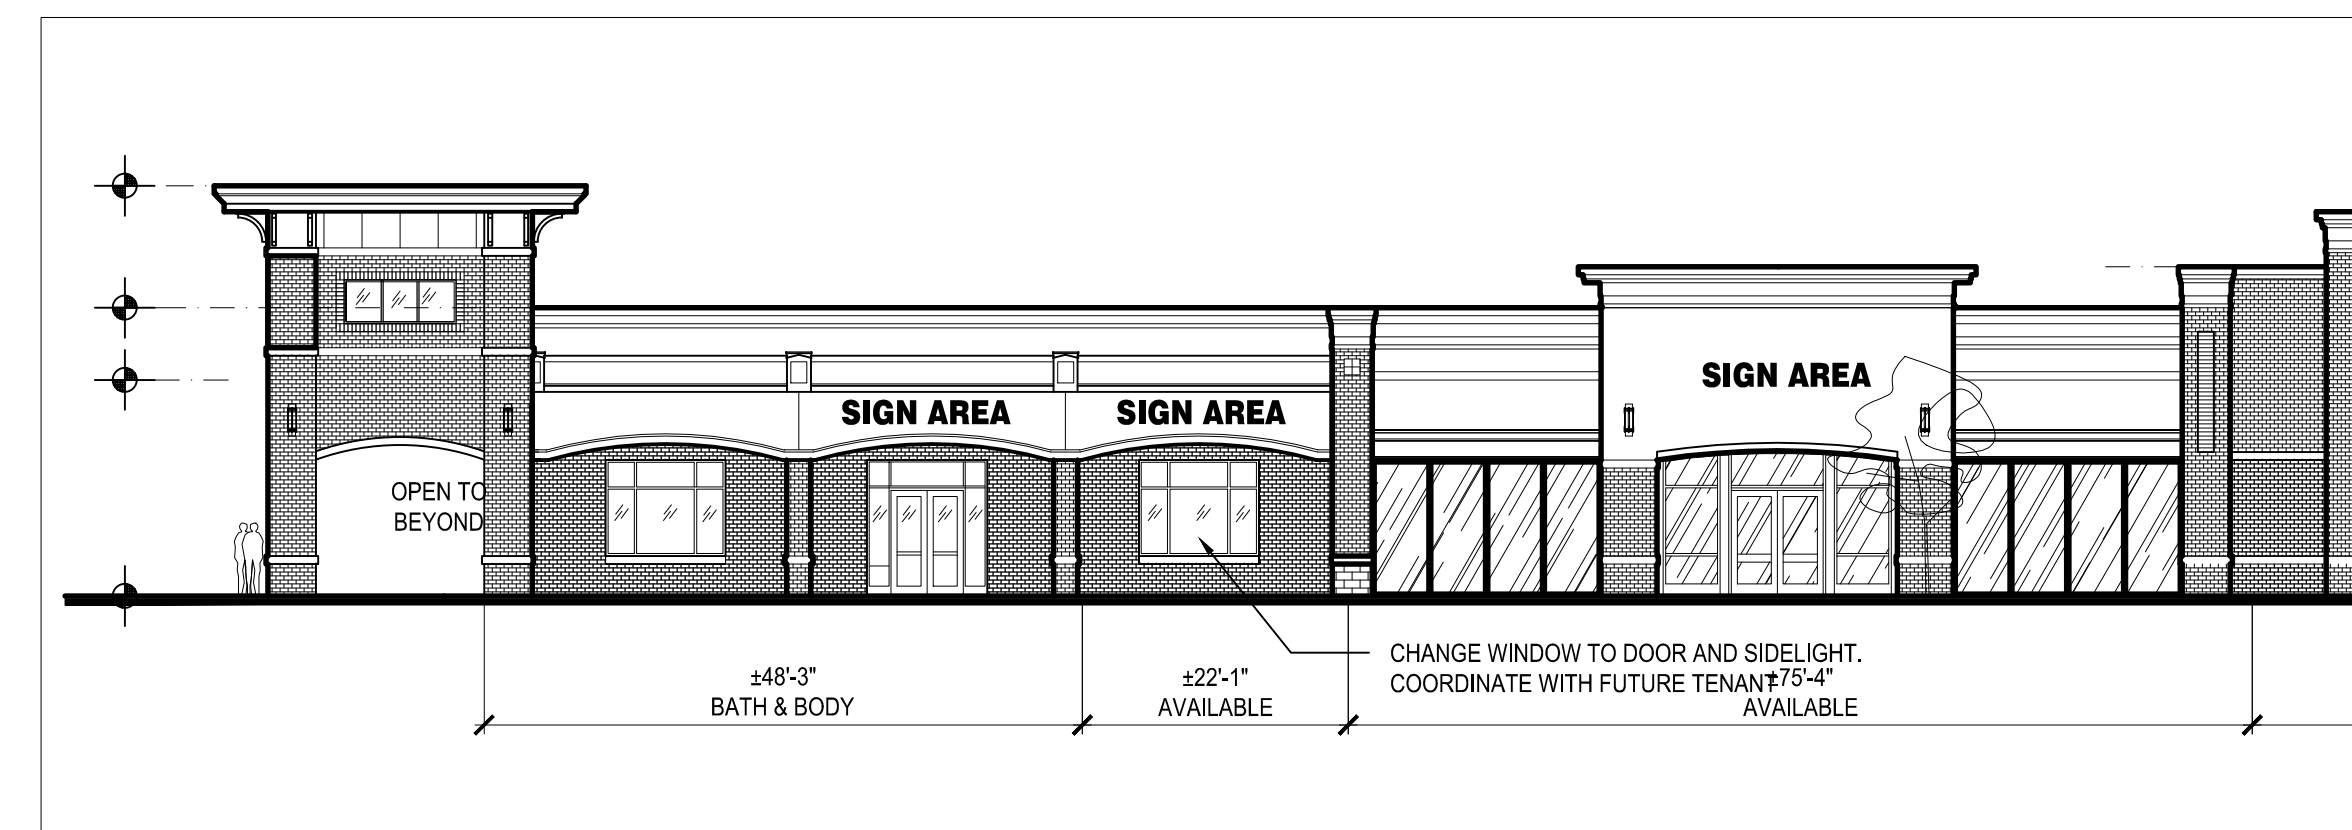 SIGN AREA
SIGN AREA
SIGN AREA
OPEN TO
BEYOND
CHANGE WINDOW TO DOOR AND SIDELIGHT.
COORDINATE WITH FUTURE TENANT
±48'-3"
BATH & BODY
±22'-1"
AVAILABLE
±75'-4"
AVAILABLE